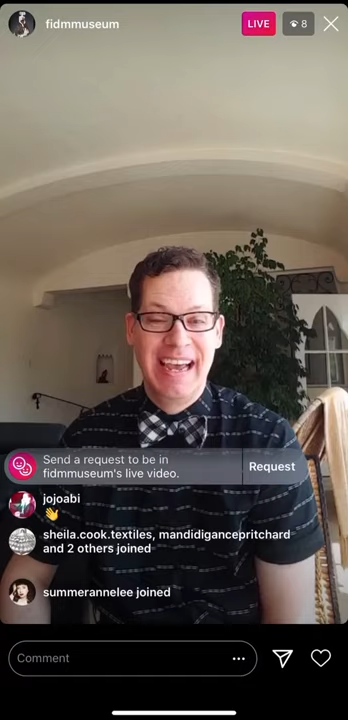 fidmmuseum
LIVE
8
Send a request to be in
fidmmuseum's live video.
Request
jojoabi
👋
sheila.cook.textiles, mandidigancepritchard
and 2 others joined
summerannelee joined
Comment